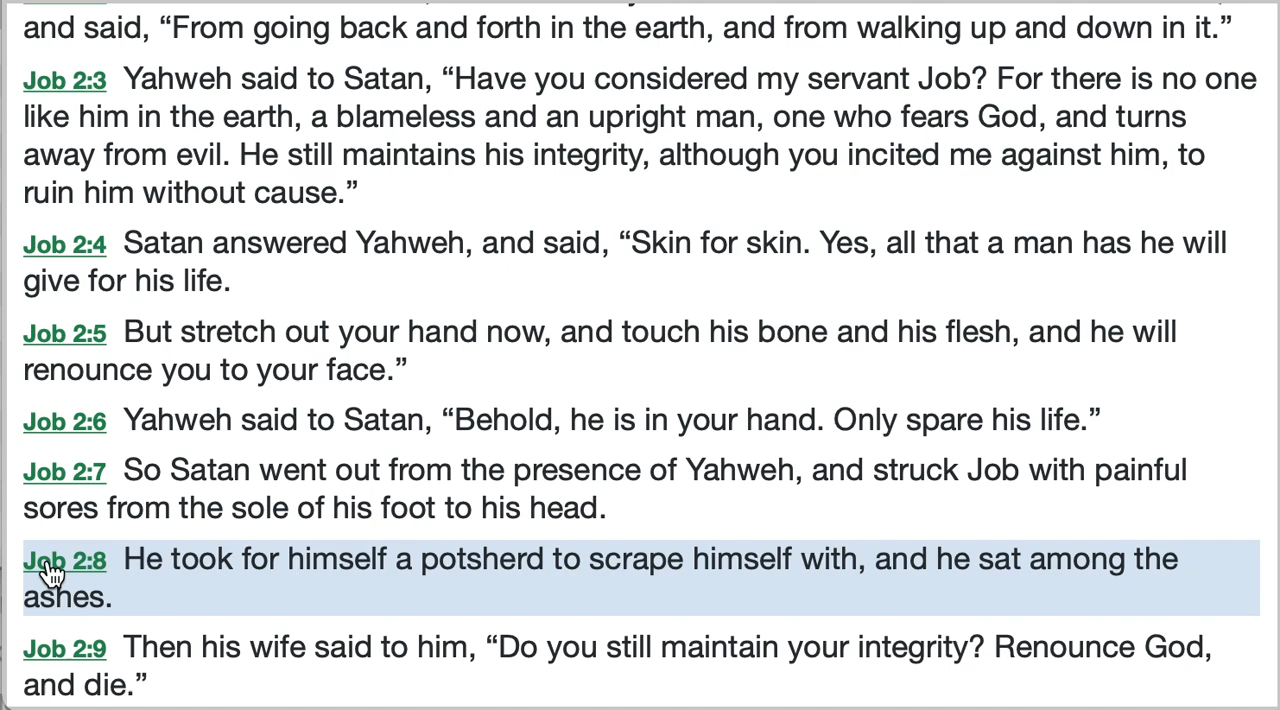 and said, “From going back and forth in the earth, and from walking up and down in it.”
Job 2:3 Yahweh said to Satan, “Have you considered my servant Job? For there is no one
like him in the earth, a blameless and an upright man, one who fears God, and turns
away from evil. He still maintains his integrity, although you incited me against him, to
ruin him without cause.”
Job 2:4 Satan answered Yahweh, and said, “Skin for skin. Yes, all that a man has he will
give for his life.
Job 2:5 But stretch out your hand now, and touch his bone and his flesh, and he will
renounce you to your face.”
Job 2:6 Yahweh said to Satan, “Behold, he is in your hand. Only spare his life.”
Job 2:7 So Satan went out from the presence of Yahweh, and struck Job with painful
sores from the sole of his foot to his head.
Job 2:8 He took for himself a potsherd to scrape himself with, and he sat among the
ashes.
Job 2:9 Then his wife said to him, “Do you still maintain your integrity? Renounce God,
and die.”